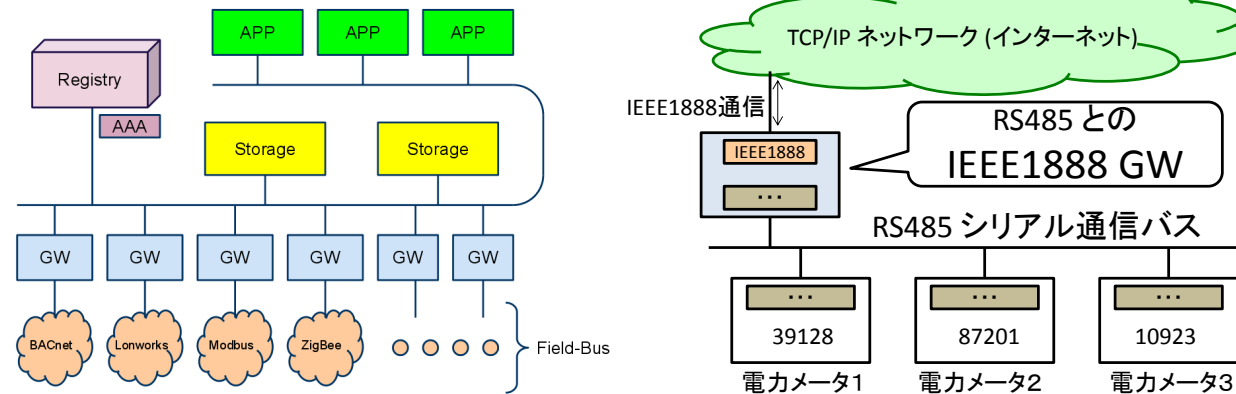 APP APP APP
Registry
AAA
Storage Storage
GW GW GW GW GW GW
BACnet Lonworks Modbus ZigBee
Field-Bus
TCP/IP ネットワーク (インターネット)
IEEE1888通信
IEEE1888
...
RS485 との
IEEE1888 GW
RS485 シリアル通信バス
... ... ...
39128 87201 10923
電力メータ1 電力メータ2 電力メータ3